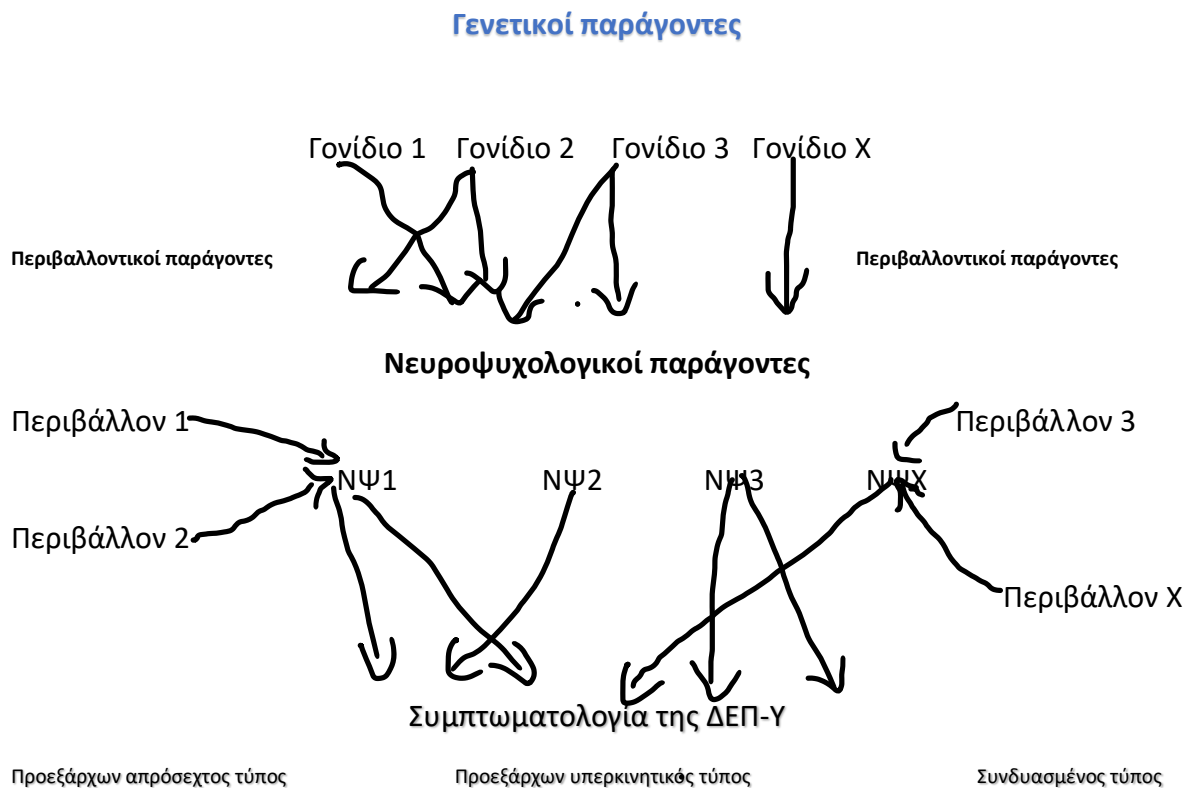 Γενετικοί παράγοντες
Γονίδιο 1 Γονίδιο 2 Γονίδιο 3 Γονίδιο Χ
Περιβαλλοντικοί παράγοντες Περιβαλλοντικοί παράγοντες
Νευροψυχολογικοί παράγοντες
Περιβάλλον 1 Περιβάλλον 3
ΝΨ1 ΝΨ2 ΝΨ3 ΝΨΧ
Περιβάλλον 2
Περιβάλλον Χ
Συμπτωματολογία της ΔΕΠ-Υ
Προεξάρχων απρόσεχτος τύπος Προεξάρχων υπερκινητικός τύπος Συνδυασμένος τύπος